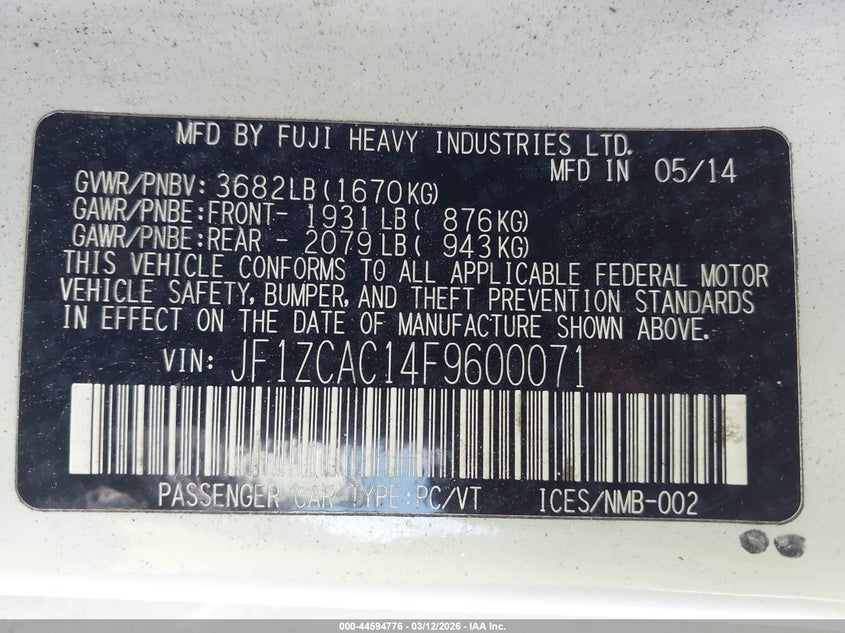 MFD BY FUJI HEAVY INDUSTRIES LTD.
MFD IN 05/14
GVWR/PNBV: 3682LB(1670KG)
GAWR/PNBE:FRONT- 1931LB( 876KG)
GAWR/PNBE:REAR - 2079LB( 943KG)
THIS VEHICLE CONFORMS TO ALL APPLICABLE FEDERAL MOTOR
VEHICLE SAFETY, BUMPER, AND THEFT PREVENTION STANDARDS
IN EFFECT ON THE DATE OF MANUFACTURE SHOWN ABOVE.
VIN: JF1ZCAC14F9600071
PASSENGER CAR TYPE:PC/VT ICES/NMB-002
000-44594776 - 03/12/2026 - IAA Inc.